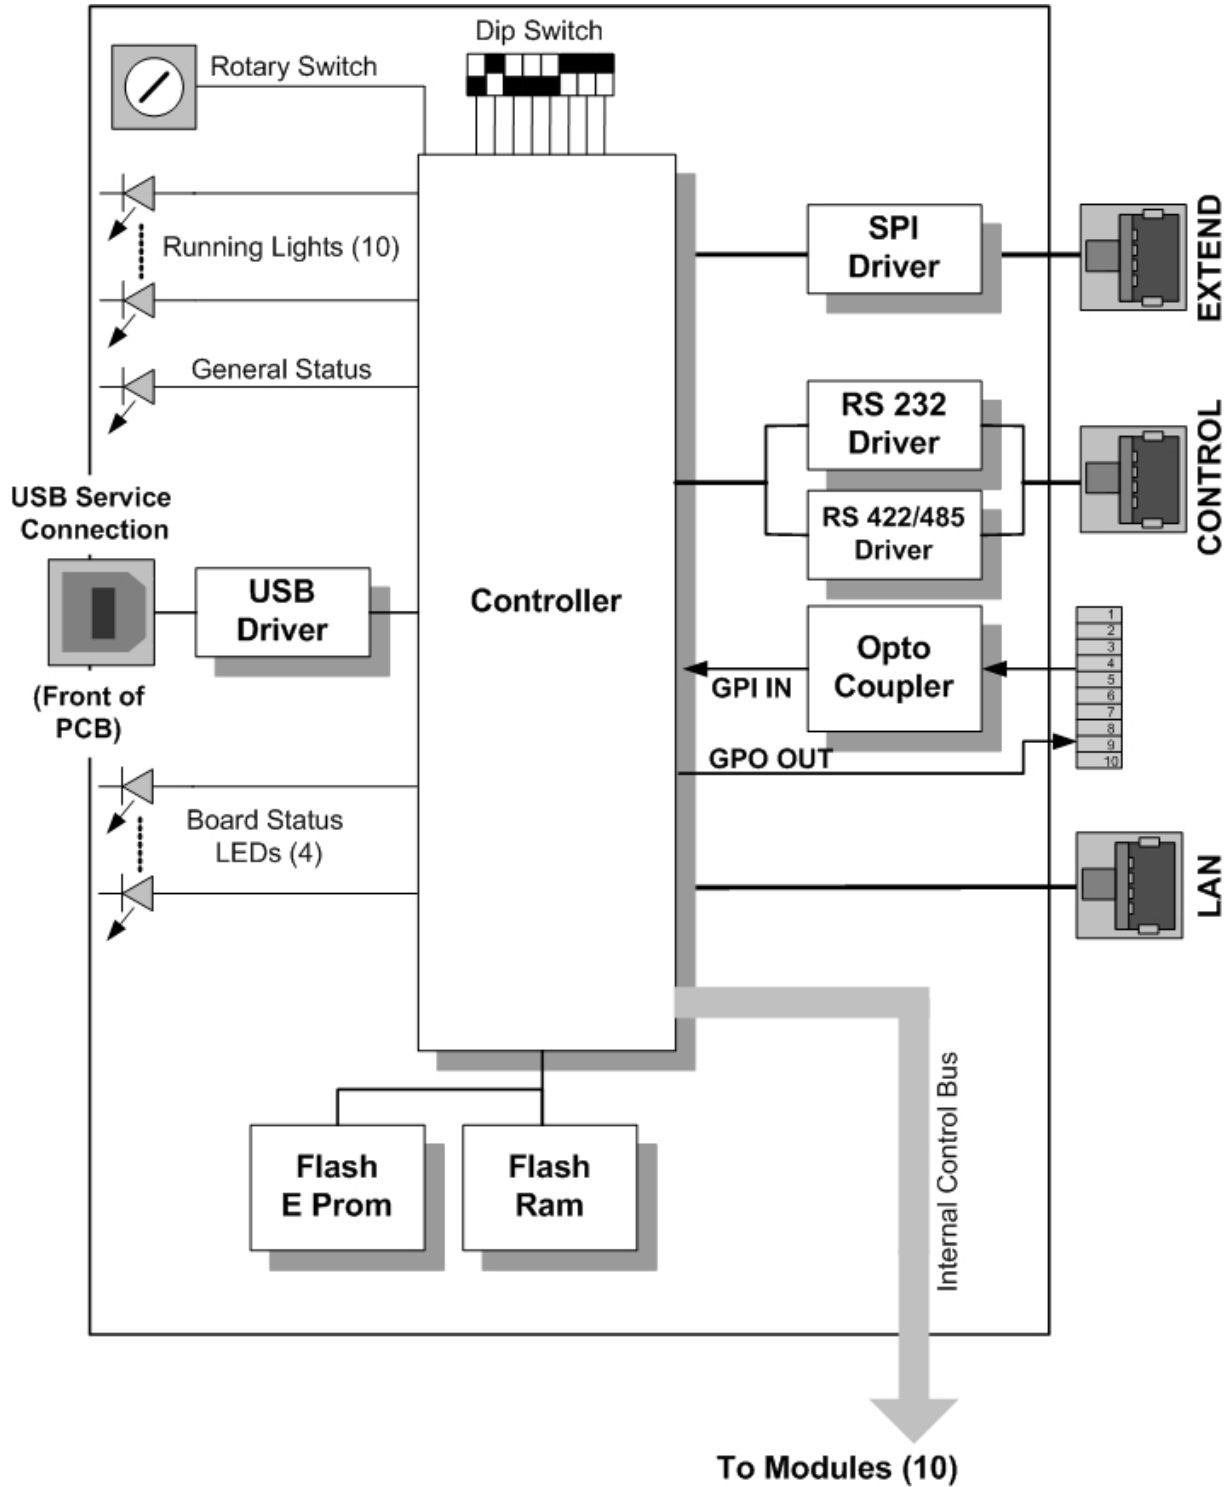 Dip Switch
Rotary Switch
Running Lights (10)
General Status
USB Service
Connection
USB
Driver
(Front of
PCB)
Board Status
LEDs (4)
Controller
SPI
Driver
EXTEND
RS 232
Driver
RS 422/485
Driver
CONTROL
Opto
Coupler
GPI IN
GPO OUT
1
2
3
4
5
6
7
8
9
10
LAN
Flash
E Prom
Flash
Ram
Internal Control Bus
To Modules (10)